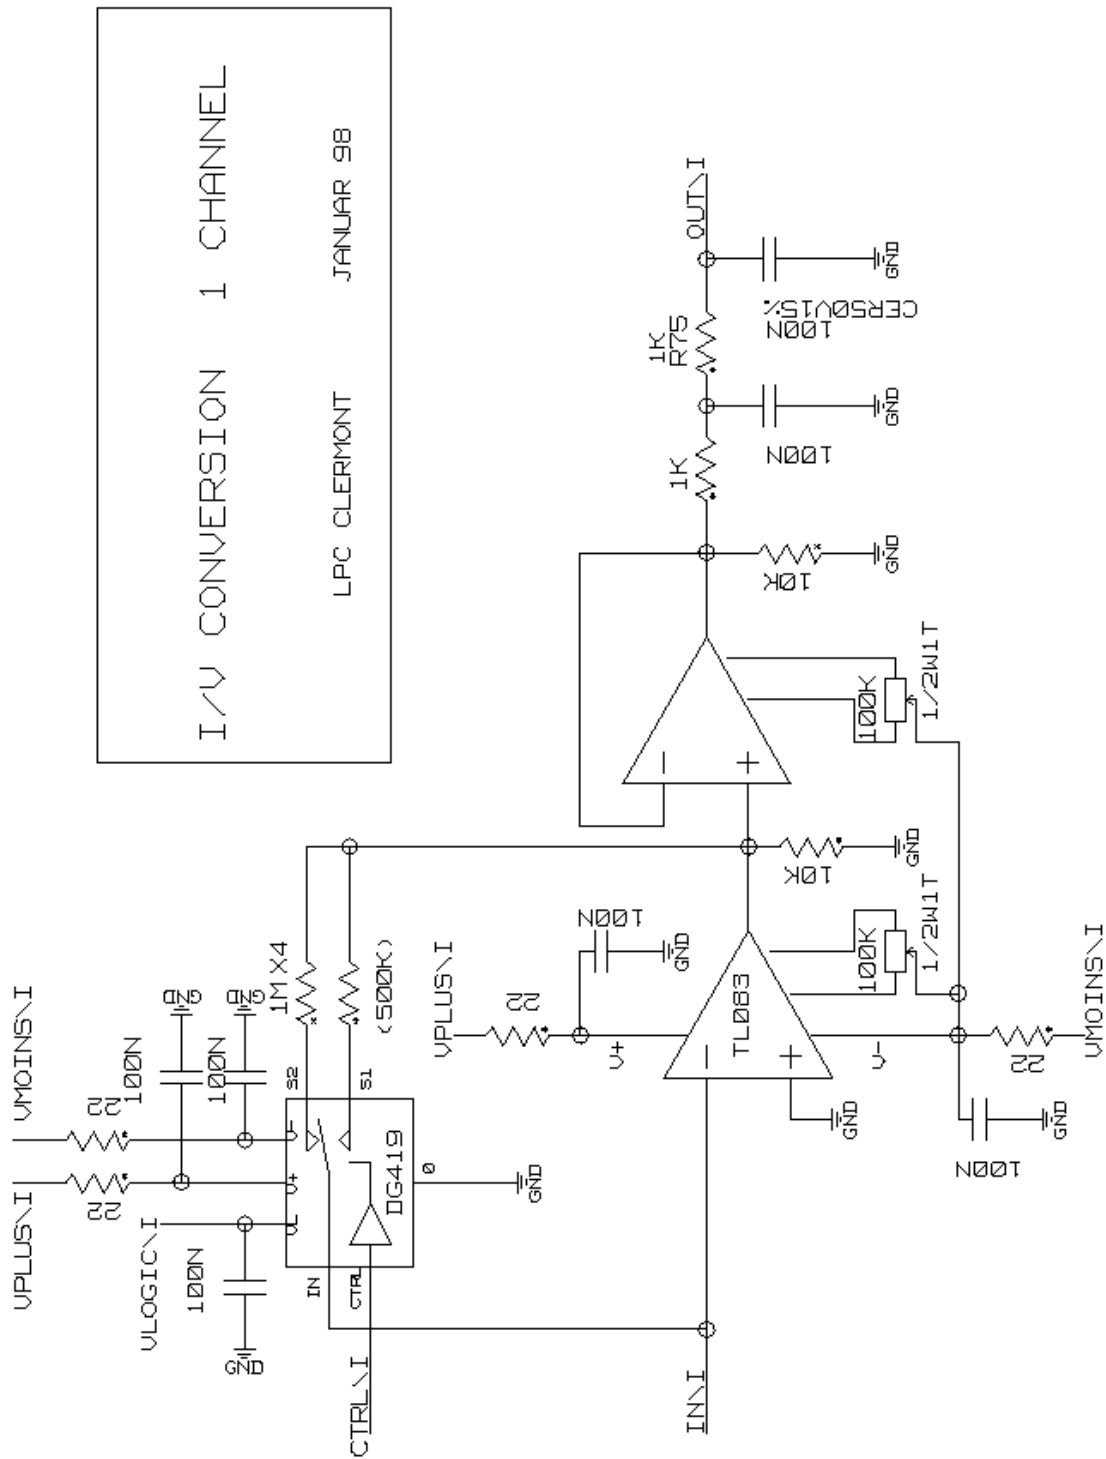 I/V CONVERSION 1 CHANNEL
LPC CLERMONT JANUAR 98
VPLUS\I
VMOINS\I
22
22
100N
100N
GND
GND
VLOGIC\I
100N
GND
VL
V+
V-
S2
S1
IN
CTRL
DG419
0
GND
1M X4
(500K)
CTRL\I
IN\I
VPLUS\I
22
100N
GND
V+
TL083
V-
GND
100N
GND
22
VMOINS\I
100K
1/2W1T
10K
GND
100K
1/2W1T
10K
GND
1K
100N
GND
1K
R75
100N
CER50V15%
GND
OUT\I